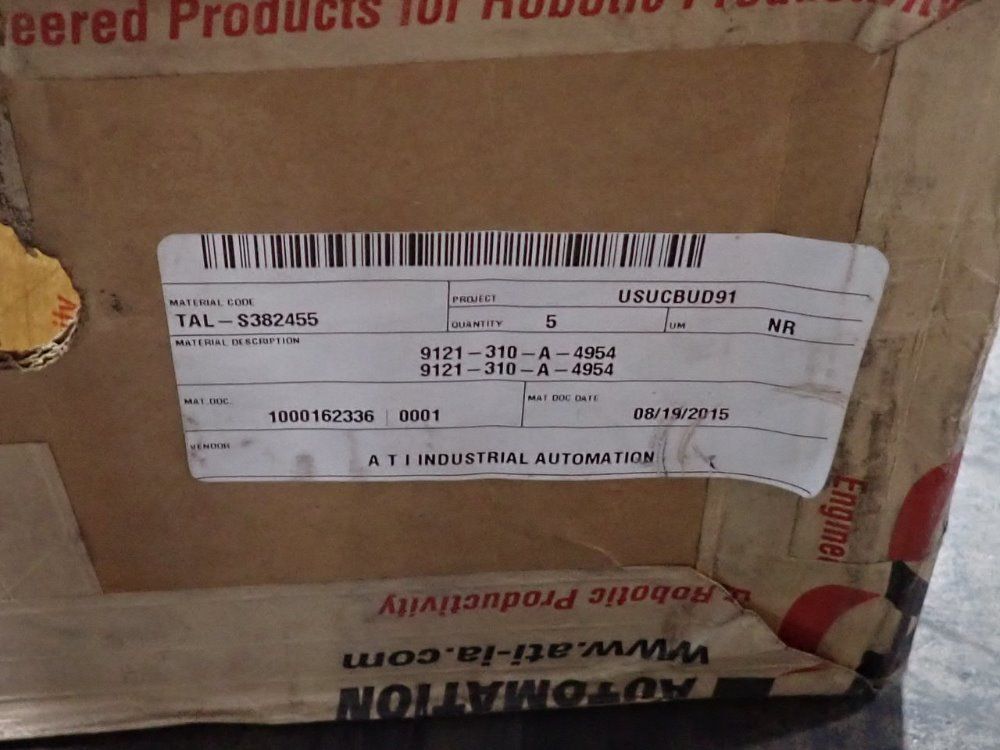 eered Products for Robotic Productivity
MATERIAL CODE
TAL-S382455
PROJECT
USUCBUD91
QUANTITY 5
UM NR
MATERIAL DESCRIPTION
9121-310-A-4954
9121-310-A-4954
MAT.DOC.
1000162336 | 0001
MAT DOC DATE
08/19/2015
VENDOR
A T I INDUSTRIAL AUTOMATION
Enginee
Robotic Productivity
www.ati-ia.com
AUTOMATION